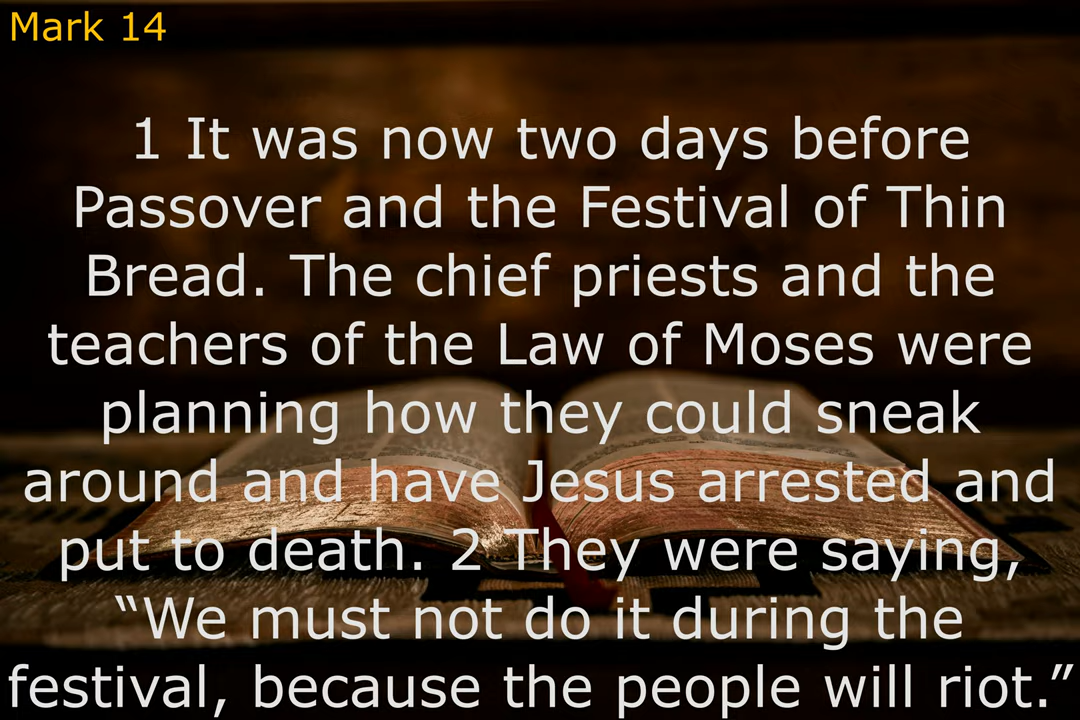 Mark 14
1 It was now two days before
Passover and the Festival of Thin
Bread. The chief priests and the
teachers of the Law of Moses were
planning how they could sneak
around and have Jesus arrested and
put to death. 2 They were saying,
“We must not do it during the
festival, because the people will riot.”